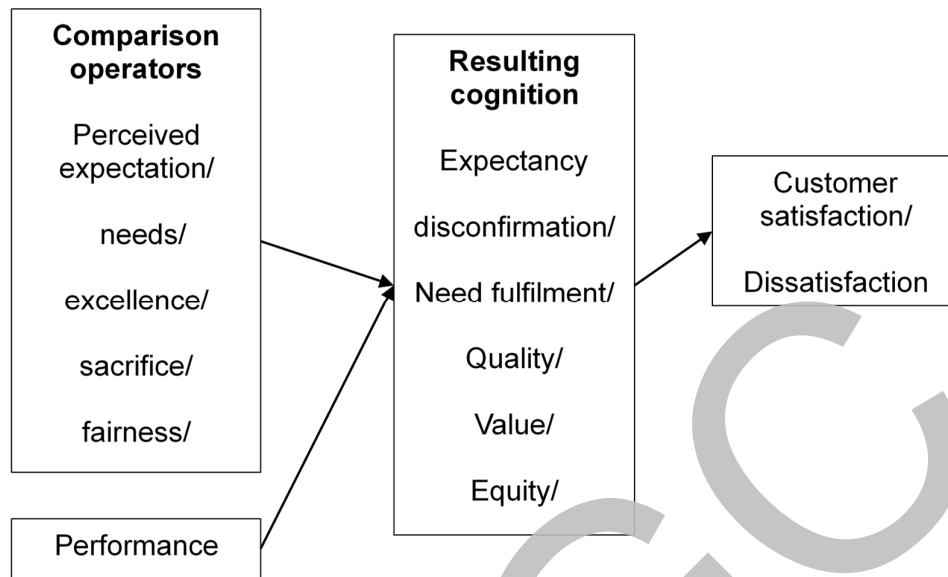 Comparison
operators
Perceived
expectation/
needs/
excellence/
sacrifice/
fairness/
Performance
Resulting
cognition
Expectancy
disconfirmation/
Need fulfilment/
Quality/
Value/
Equity/
Customer
satisfaction/
Dissatisfaction